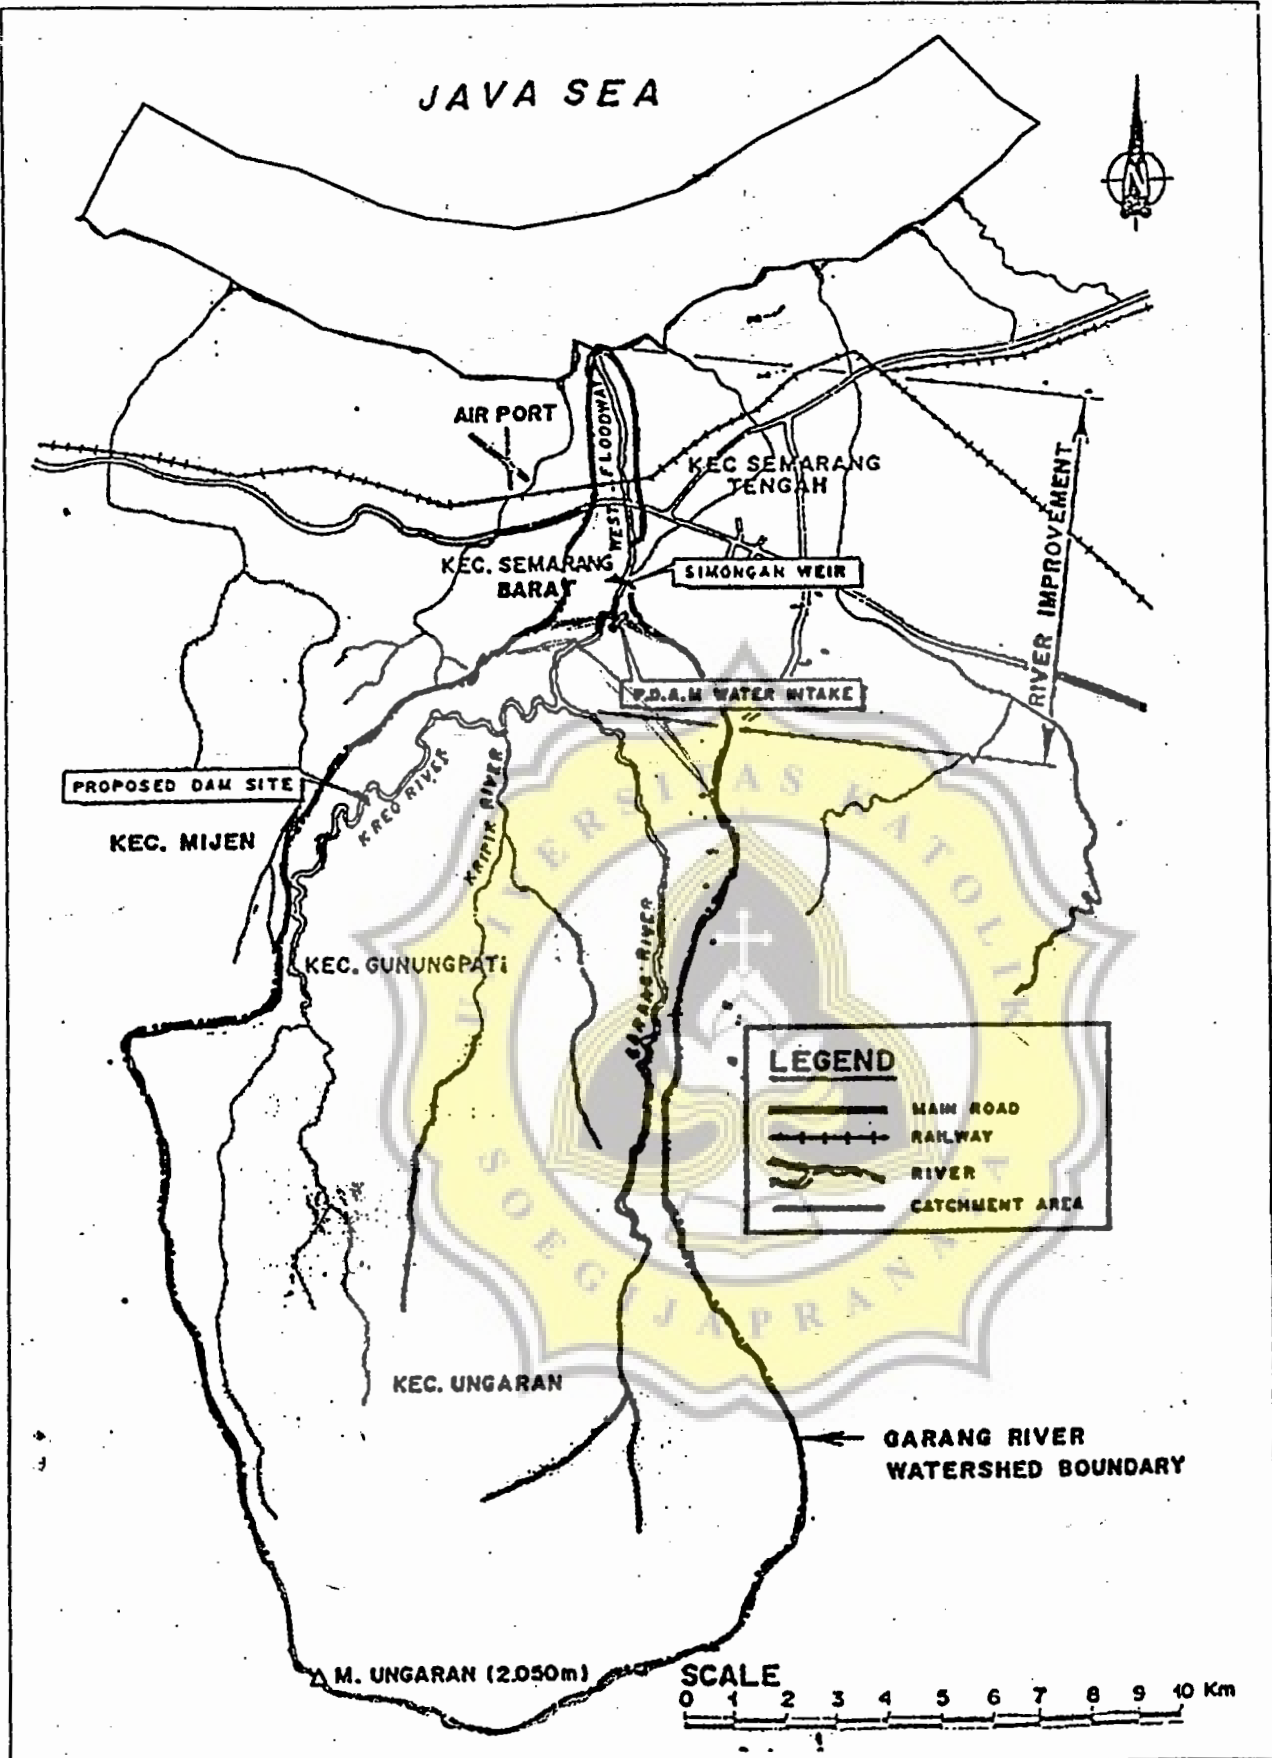 JAVA SEA
N
AIR PORT
WEST-FLOODWAY
KEC SEMARANG
TENGAH
KEC. SEMARANG
BARAT
SIMONGAN WEIR
RIVER IMPROVEMENT
P.D.A.M WATER INTAKE
PROPOSED DAM SITE
KREO RIVER
KRIPIK RIVER
KEC. MIJEN
UNIVERSITAS KATOLIK
KEC. GUNUNGPATI
GARANG RIVER
LEGEND
MAIN ROAD
RAILWAY
RIVER
CATCHMENT AREA
SOEGIJAPRANATA
KEC. UNGARAN
GARANG RIVER
WATERSHED BOUNDARY
M. UNGARAN (2.050m)
SCALE
0 1 2 3 4 5 6 7 8 9 10 Km